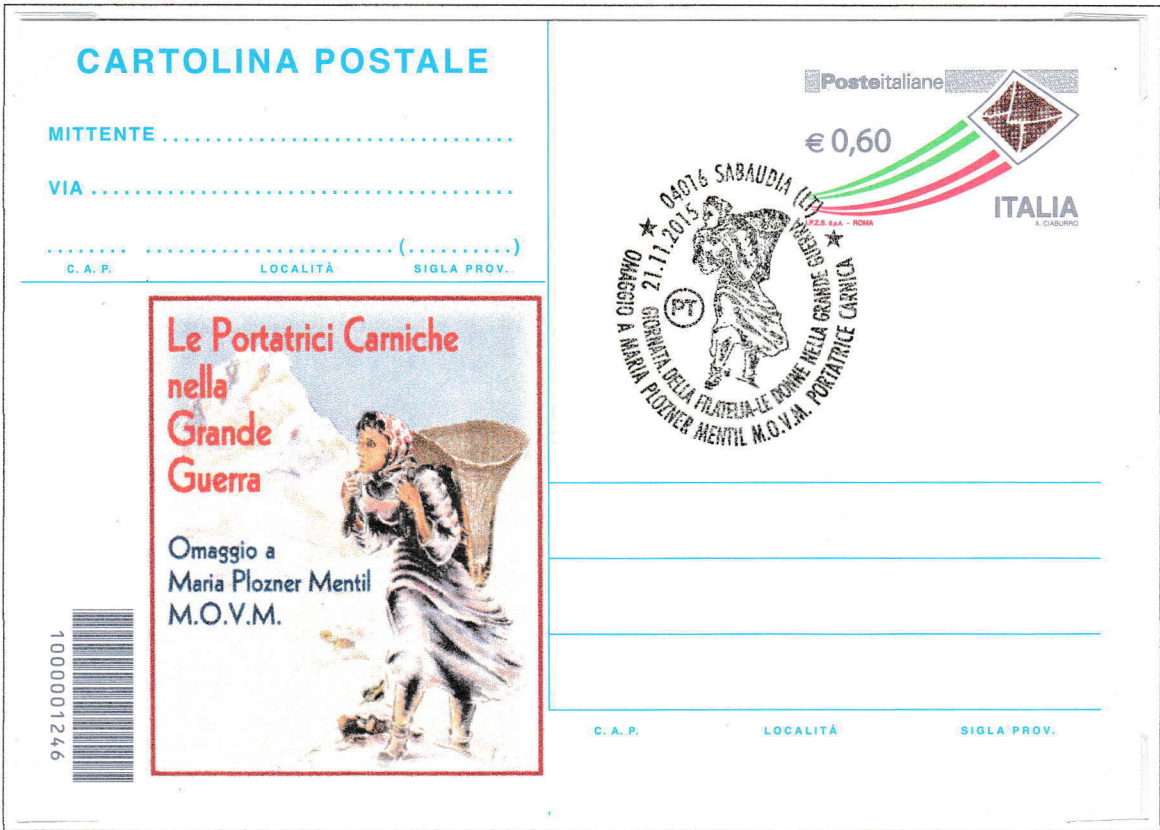 CARTOLINA POSTALE
MITTENTE
VIA
(..........)
C. A. P. LOCALITÀ SIGLA PROV.
Le Portatrici Carniche
nella
Grande
Guerra
Omaggio a
Maria Plozner Mentil
M.O.V.M.
1000001246
Posteitaliane
€ 0,60
I.P.Z.S. S.p.A. - ROMA
ITALIA
A. CIABURRO
★ 04016 SABAUDIA (LT) ★
21.11.2015
PT
GIORNATA DELLA FILATELIA-LE DONNE NELLA GRANDE GUERRA
OMAGGIO A MARIA PLOZNER MENTIL M.O.V.M. PORTATRICE CARNICA
C. A. P. LOCALITÀ SIGLA PROV.